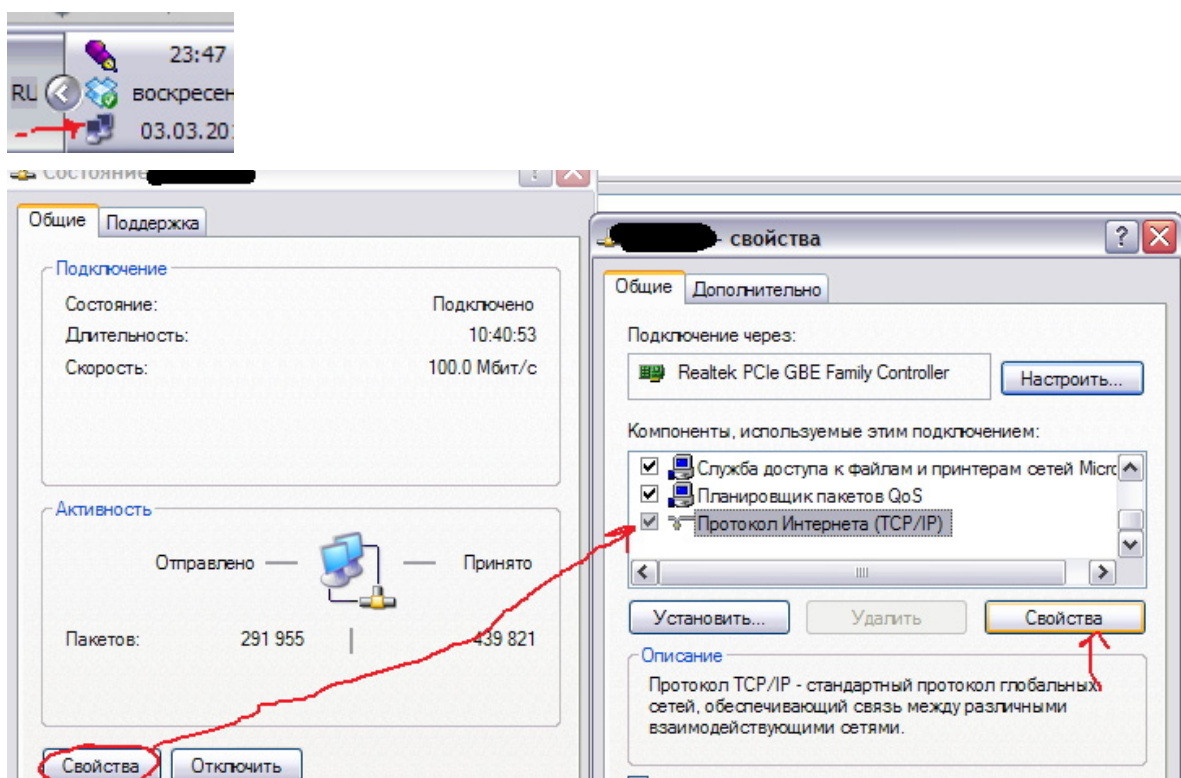 23:47
RU
воскресен
03.03.20
Состояние
Общие
Поддержка
Подключение
Состояние: Подключено
Длительность: 10:40:53
Скорость: 100.0 Мбит/с
Активность
Отправлено — — Принято
Пакетов: 291 955 | 439 821
Свойства
Отключить
- свойства
Общие
Дополнительно
Подключение через:
Realtek PCIe GBE Family Controller
Настроить...
Компоненты, используемые этим подключением:
Служба доступа к файлам и принтерам сетей Micro
Планировщик пакетов QoS
Протокол Интернета (TCP/IP)
Установить...
Удалить
Свойства
Описание
Протокол TCP/IP - стандартный протокол глобальных
сетей, обеспечивающий связь между различными
взаимодействующими сетями.